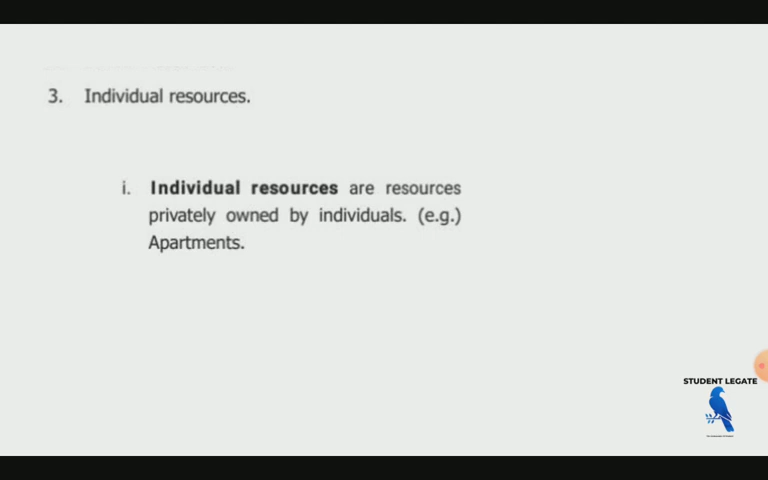 3. Individual resources.
i. Individual resources are resources
privately owned by individuals. (e.g.)
Apartments.
STUDENT LEGATE